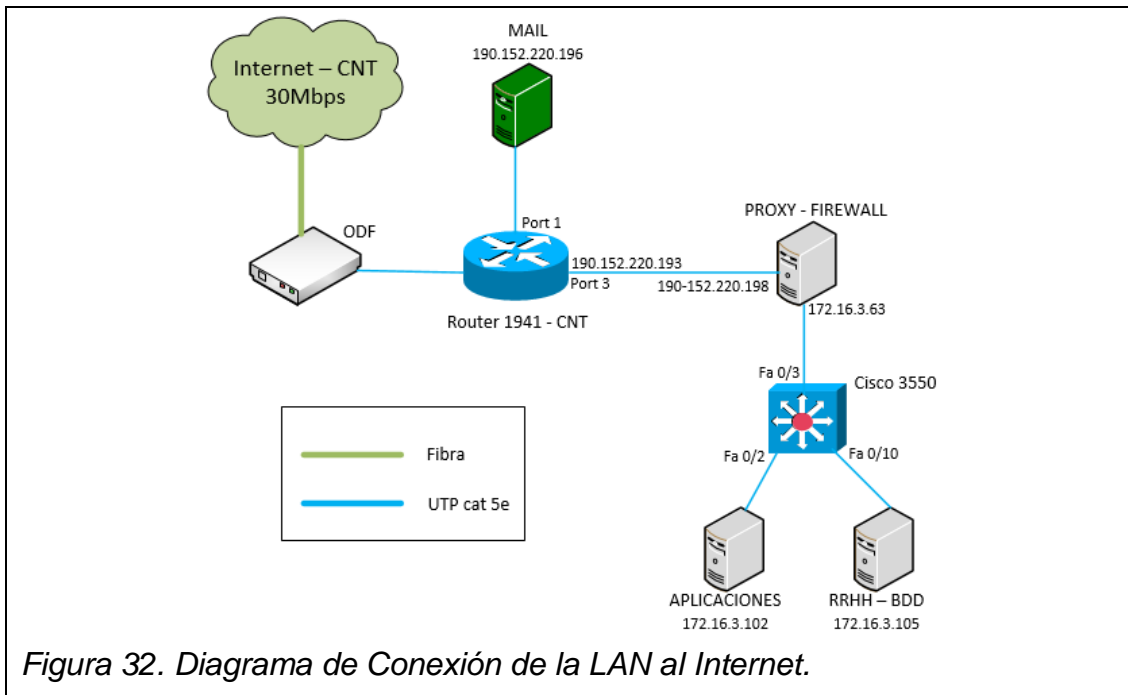 MAIL
190.152.220.196
Internet – CNT
30Mbps
ODF
Port 1
PROXY - FIREWALL
190.152.220.193
Port 3
190-152.220.198
172.16.3.63
Router 1941 - CNT
Fa 0/3
Cisco 3550
Fa 0/2
Fa 0/10
Fibra
UTP cat 5e
APLICACIONES
172.16.3.102
RRHH – BDD
172.16.3.105
Figura 32. Diagrama de Conexión de la LAN al Internet.